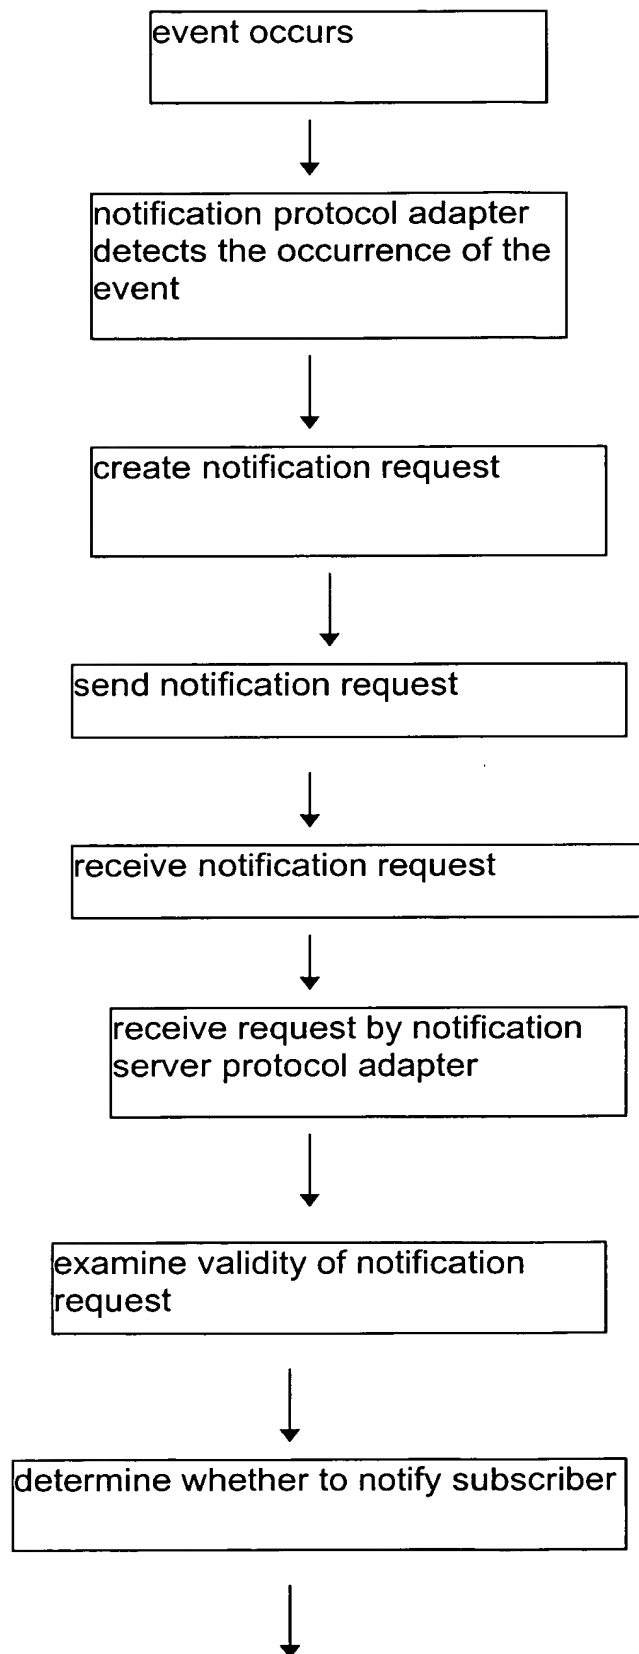 event occurs
notification protocol adapter
detects the occurrence of the
event
create notification request
send notification request
receive notification request
receive request by notification
server protocol adapter
examine validity of notification
request
determine whether to notify subscriber